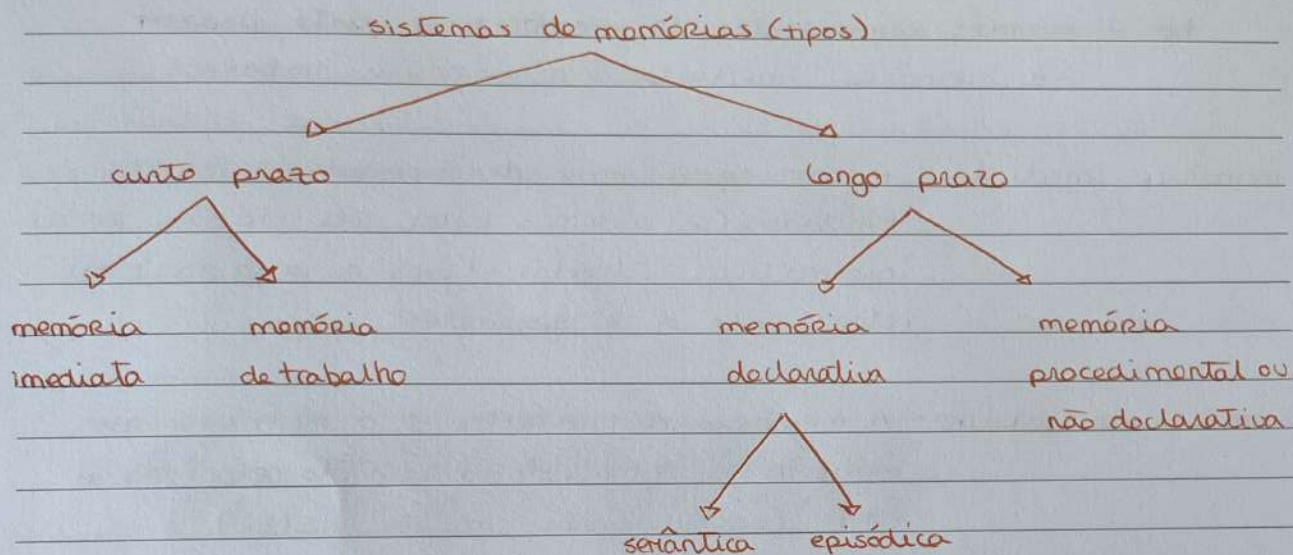 sistemas de memórias (tipos)
curto prazo
longo prazo
memória
imediata
memória
de trabalho
memória
declarativa
memória
procedimental ou
não declarativa
semântica
episódica